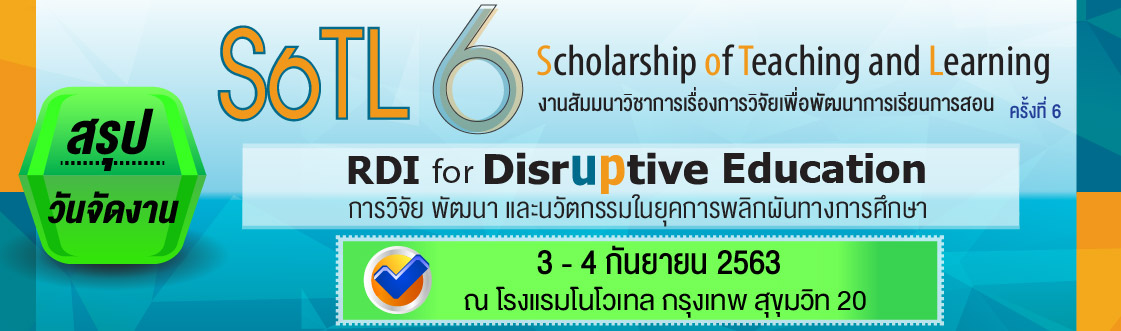 สรุป
วันจัดงาน
SoTL 6
Scholarship of Teaching and Learning
งานสัมมนาวิชาการเรื่องการวิจัยเพื่อพัฒนาการเรียนการสอน ครั้งที่ 6
RDI for Disruptive Education
การวิจัย พัฒนา และนวัตกรรมในยุคการพลิกผันทางการศึกษา
3 - 4 กันยายน 2563
ณ โรงแรมโนโวเทล กรุงเทพ สุขุมวิท 20